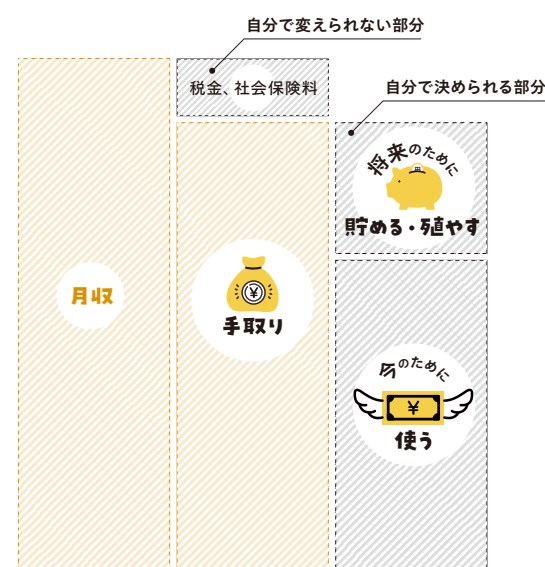 自分で変えられない部分
税金、社会保険料
自分で決められる部分
将来のために
貯める・殖やす
月収
¥
手取り
今のために
¥
使う